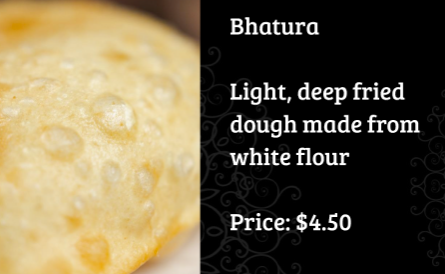 Bhatura
Light, deep fried
dough made from
white flour
Price: $4.50